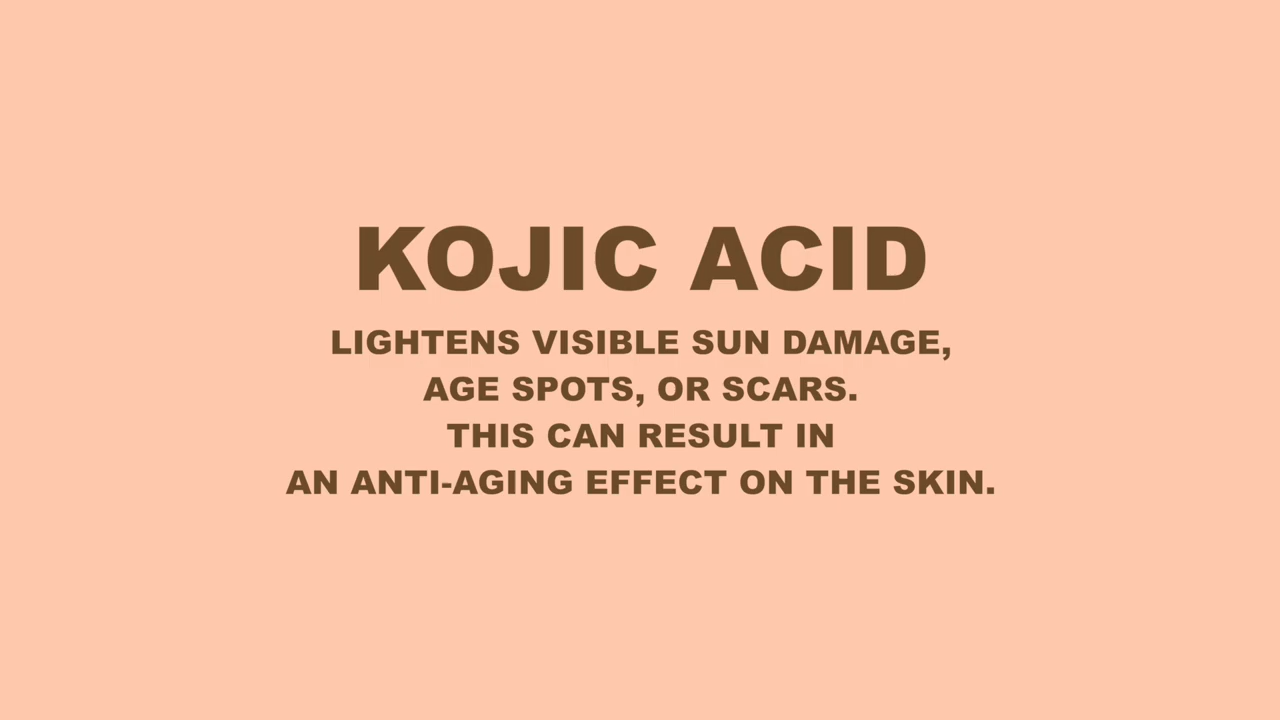 KOJIC ACID
LIGHTENS VISIBLE SUN DAMAGE,
AGE SPOTS, OR SCARS.
THIS CAN RESULT IN
AN ANTI-AGING EFFECT ON THE SKIN.